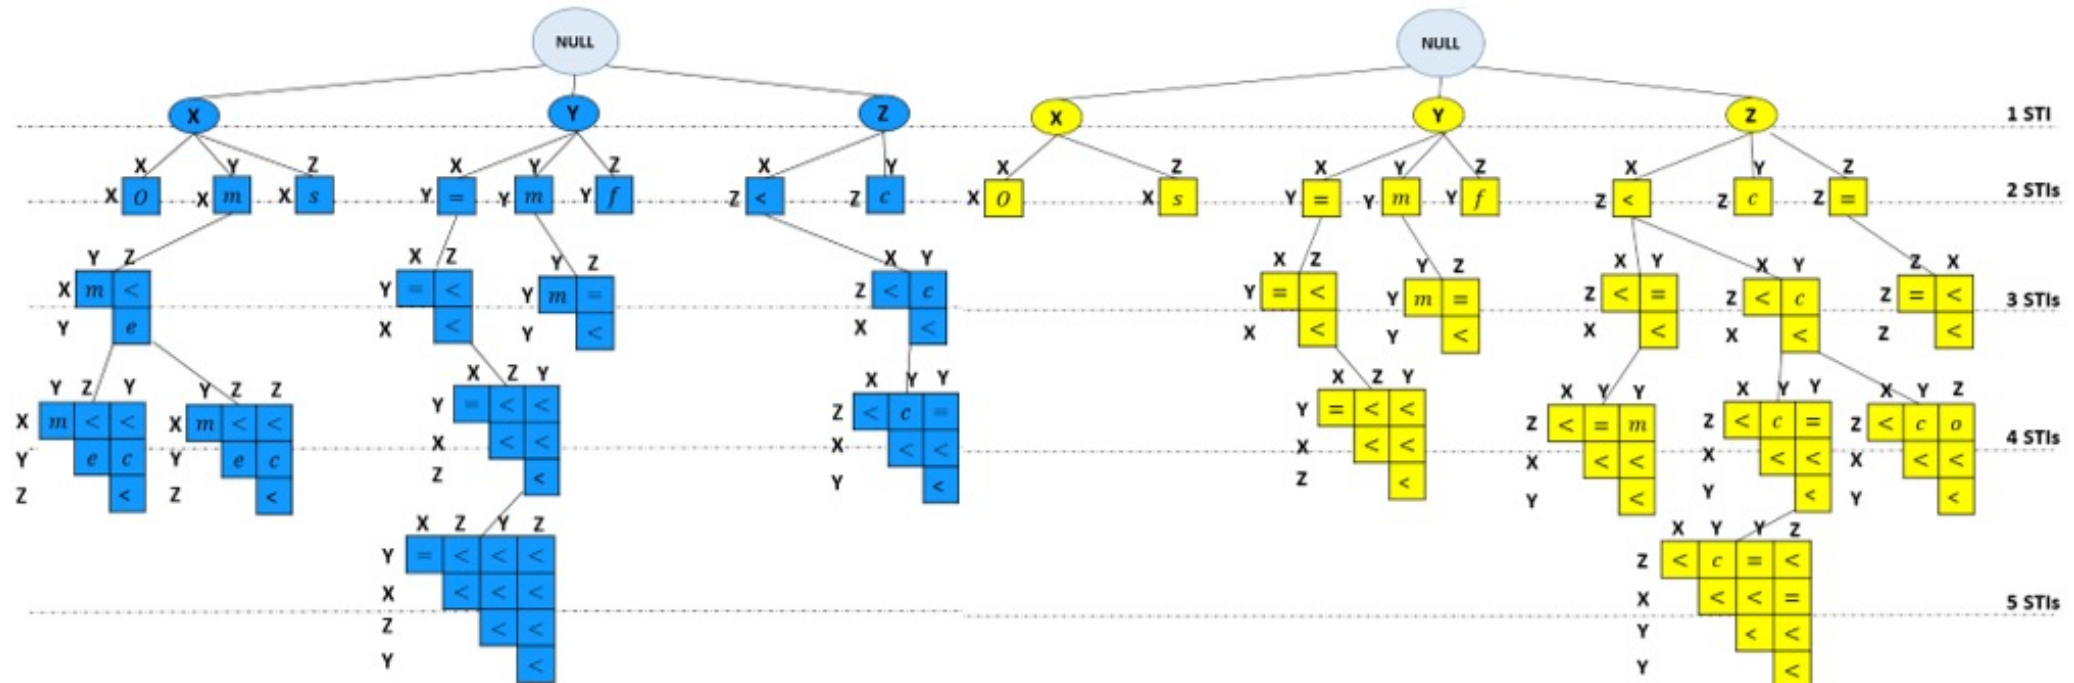 NULL NULL
X Y Z X Y Z 1 STI
X Y Z X Y Z X Y X Z X Y Z X Y Z
X O X m X s Y = Y m Y f Z < Z c X O X s Y = Y m Y f Z < Z c Z = 2 STIs
Y Z X Z Y Z X Y X Z Y Z X Y X Y Z X
X m < Y = < Y m = Z < c Y = < Y m = Z < = Z < c Z = < 3 STIs
Y e X < Y < X < X < Y < X < X < Z <
Y Z Y Y Z Z X Z Y X Y Y X Z Y X Y Y X Y Y X Y Z
X m < < X m < < Y = < < Z < c = Y = < < Z < = m Z < c = Z < c o
Y e c Y e c X < < X < < X < < X < < X < < X < < 4 STIs
Z < Z < Z < Y < Z < Y < Y < Y <
X Z Y Z X Y Y Z
Y = < < < Z < c = <
X < < < X < < = 5 STIs
Z < < Y < <
Y < Y <